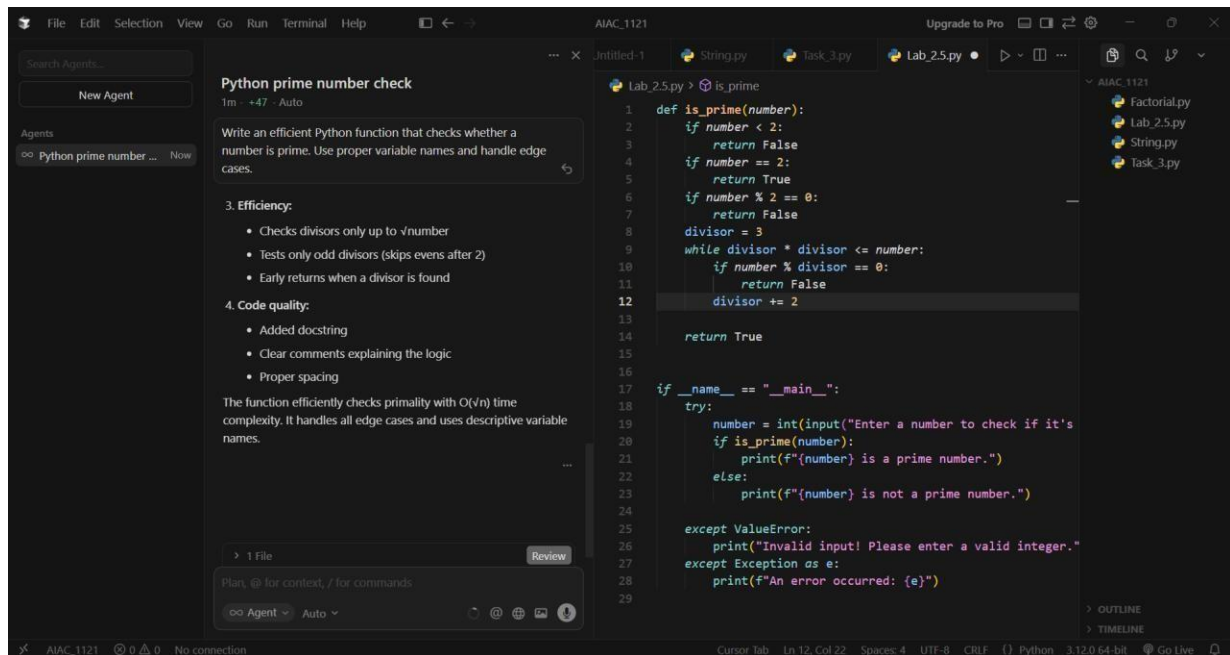 File Edit Selection View Go Run Terminal Help
AIAC_1121
Upgrade to Pro
Search Agents...
New Agent
Agents
Python prime number ... Now
Python prime number check
1m · +47 · Auto
Write an efficient Python function that checks whether a
number is prime. Use proper variable names and handle edge
cases.
3. Efficiency:
• Checks divisors only up to √number
• Tests only odd divisors (skips evens after 2)
• Early returns when a divisor is found
4. Code quality:
• Added docstring
• Clear comments explaining the logic
• Proper spacing
The function efficiently checks primality with O(√n) time
complexity. It handles all edge cases and uses descriptive variable
names.
> 1 File Review
Plan, @ for context, / for commands
Agent Auto
Untitled-1 String.py Task_3.py Lab_2.5.py
Lab_2.5.py > is_prime
1 def is_prime(number):
2 if number < 2:
3 return False
4 if number == 2:
5 return True
6 if number % 2 == 0:
7 return False
8 divisor = 3
9 while divisor * divisor <= number:
10 if number % divisor == 0:
11 return False
12 divisor += 2
13
14 return True
15
16
17 if __name__ == "__main__":
18 try:
19 number = int(input("Enter a number to check if it's
20 if is_prime(number):
21 print(f"{number} is a prime number.")
22 else:
23 print(f"{number} is not a prime number.")
24
25 except ValueError:
26 print("Invalid input! Please enter a valid integer."
27 except Exception as e:
28 print(f"An error occurred: {e}")
29
AIAC_1121
Factorial.py
Lab_2.5.py
String.py
Task_3.py
> OUTLINE
> TIMELINE
AIAC_1121 0 0 No connection
Cursor Tab Ln 12, Col 22 Spaces: 4 UTF-8 CRLF {} Python 3.12.0 64-bit Go Live